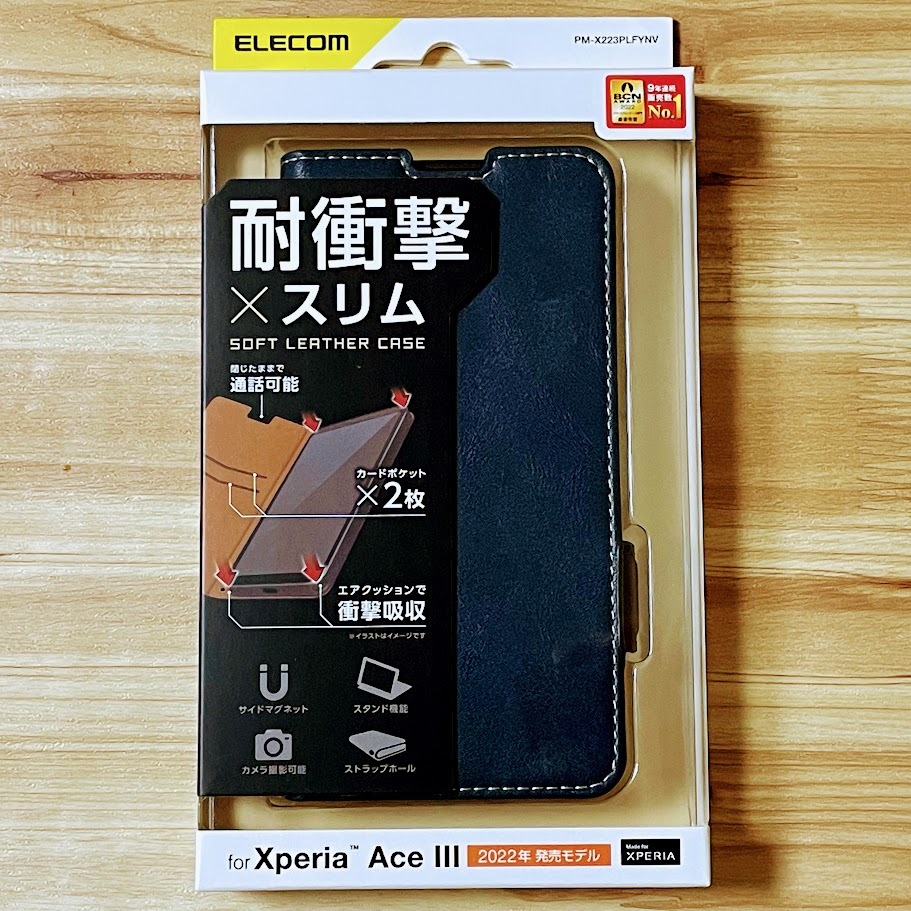 ELECOM
PM-X223PLFYNV
BCN
AWARD
2022
9年連続
販売数
No.1
耐衝撃
×スリム
SOFT LEATHER CASE
閉じたままで
通話可能
カードポケット
×2枚
エアクッションで
衝撃吸収
※イラストはイメージです
サイドマグネット
スタンド機能
カメラ撮影可能
ストラップホール
for Xperia™ Ace III
2022年 発売モデル
Made for
XPERIA